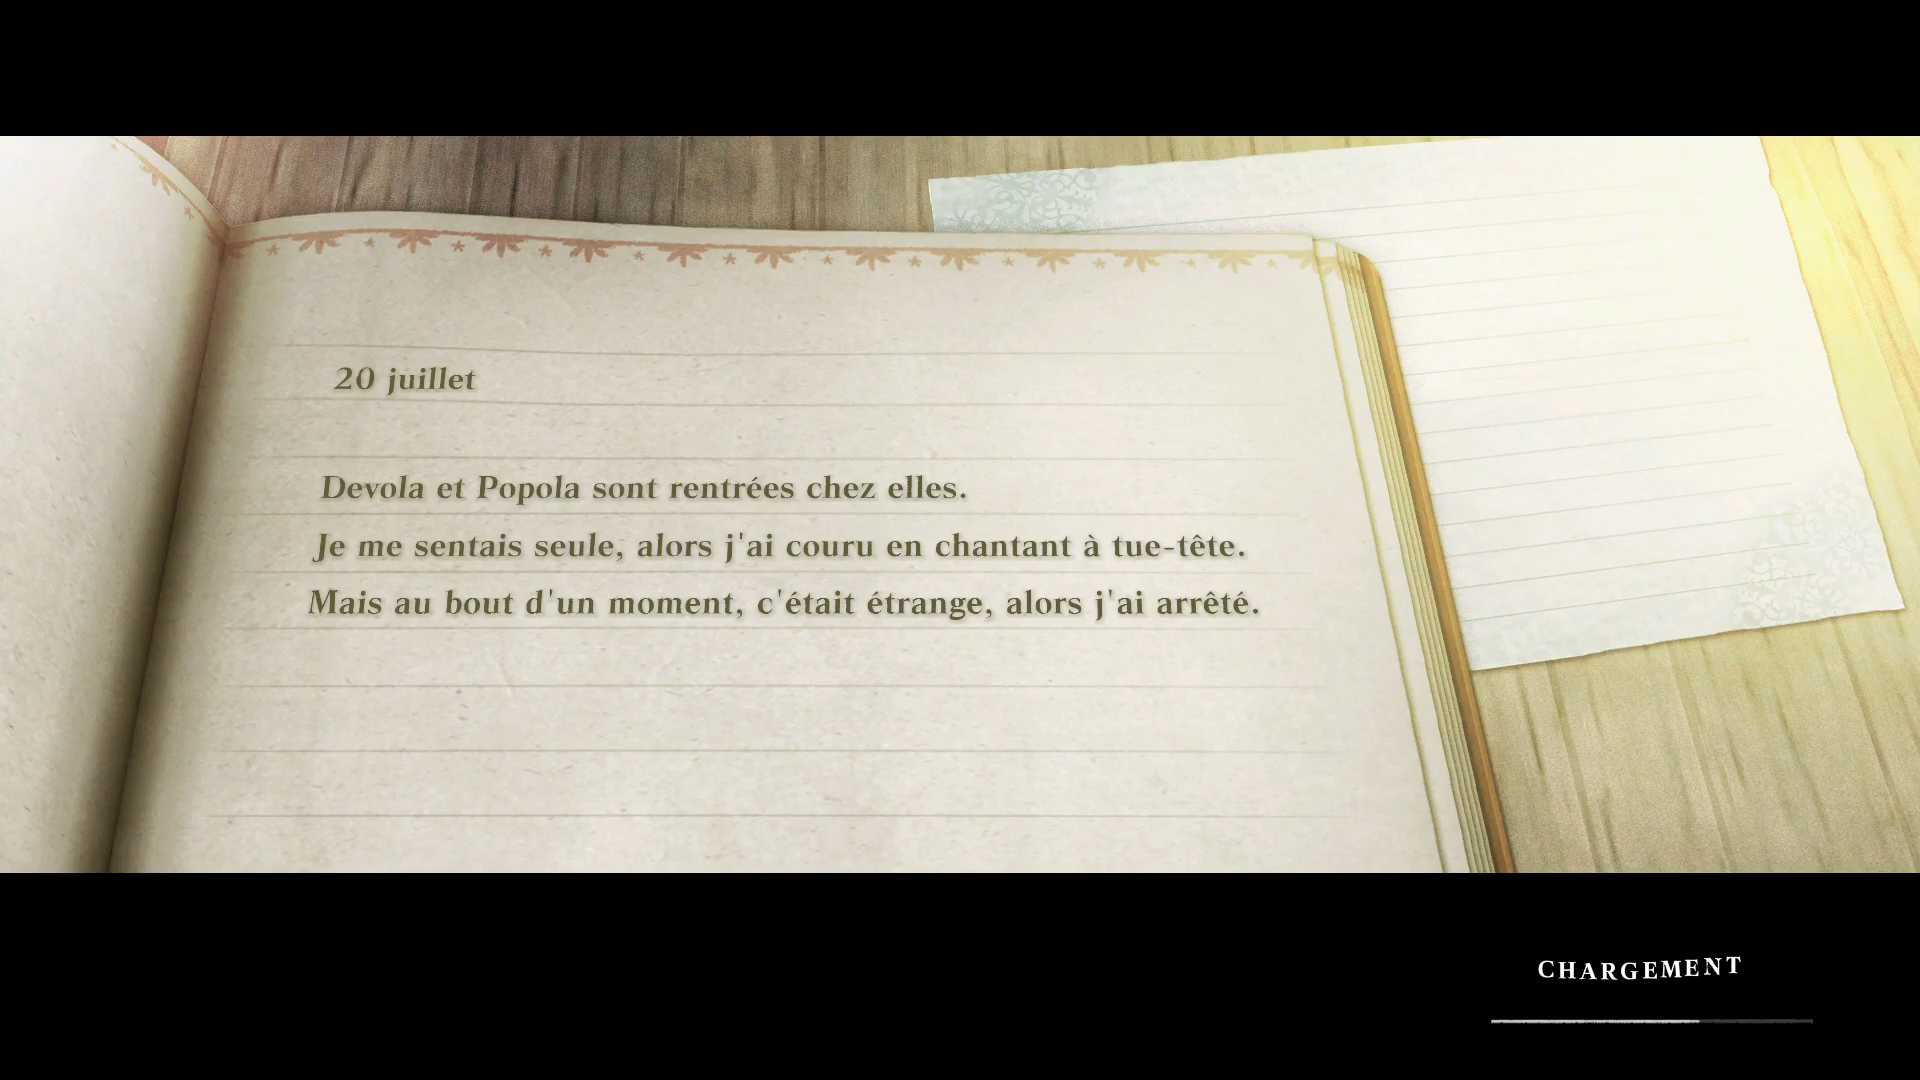 20 juillet
Devola et Popola sont rentrées chez elles.
Je me sentais seule, alors j'ai couru en chantant à tue-tête.
Mais au bout d'un moment, c'était étrange, alors j'ai arrêté.
CHARGEMENT